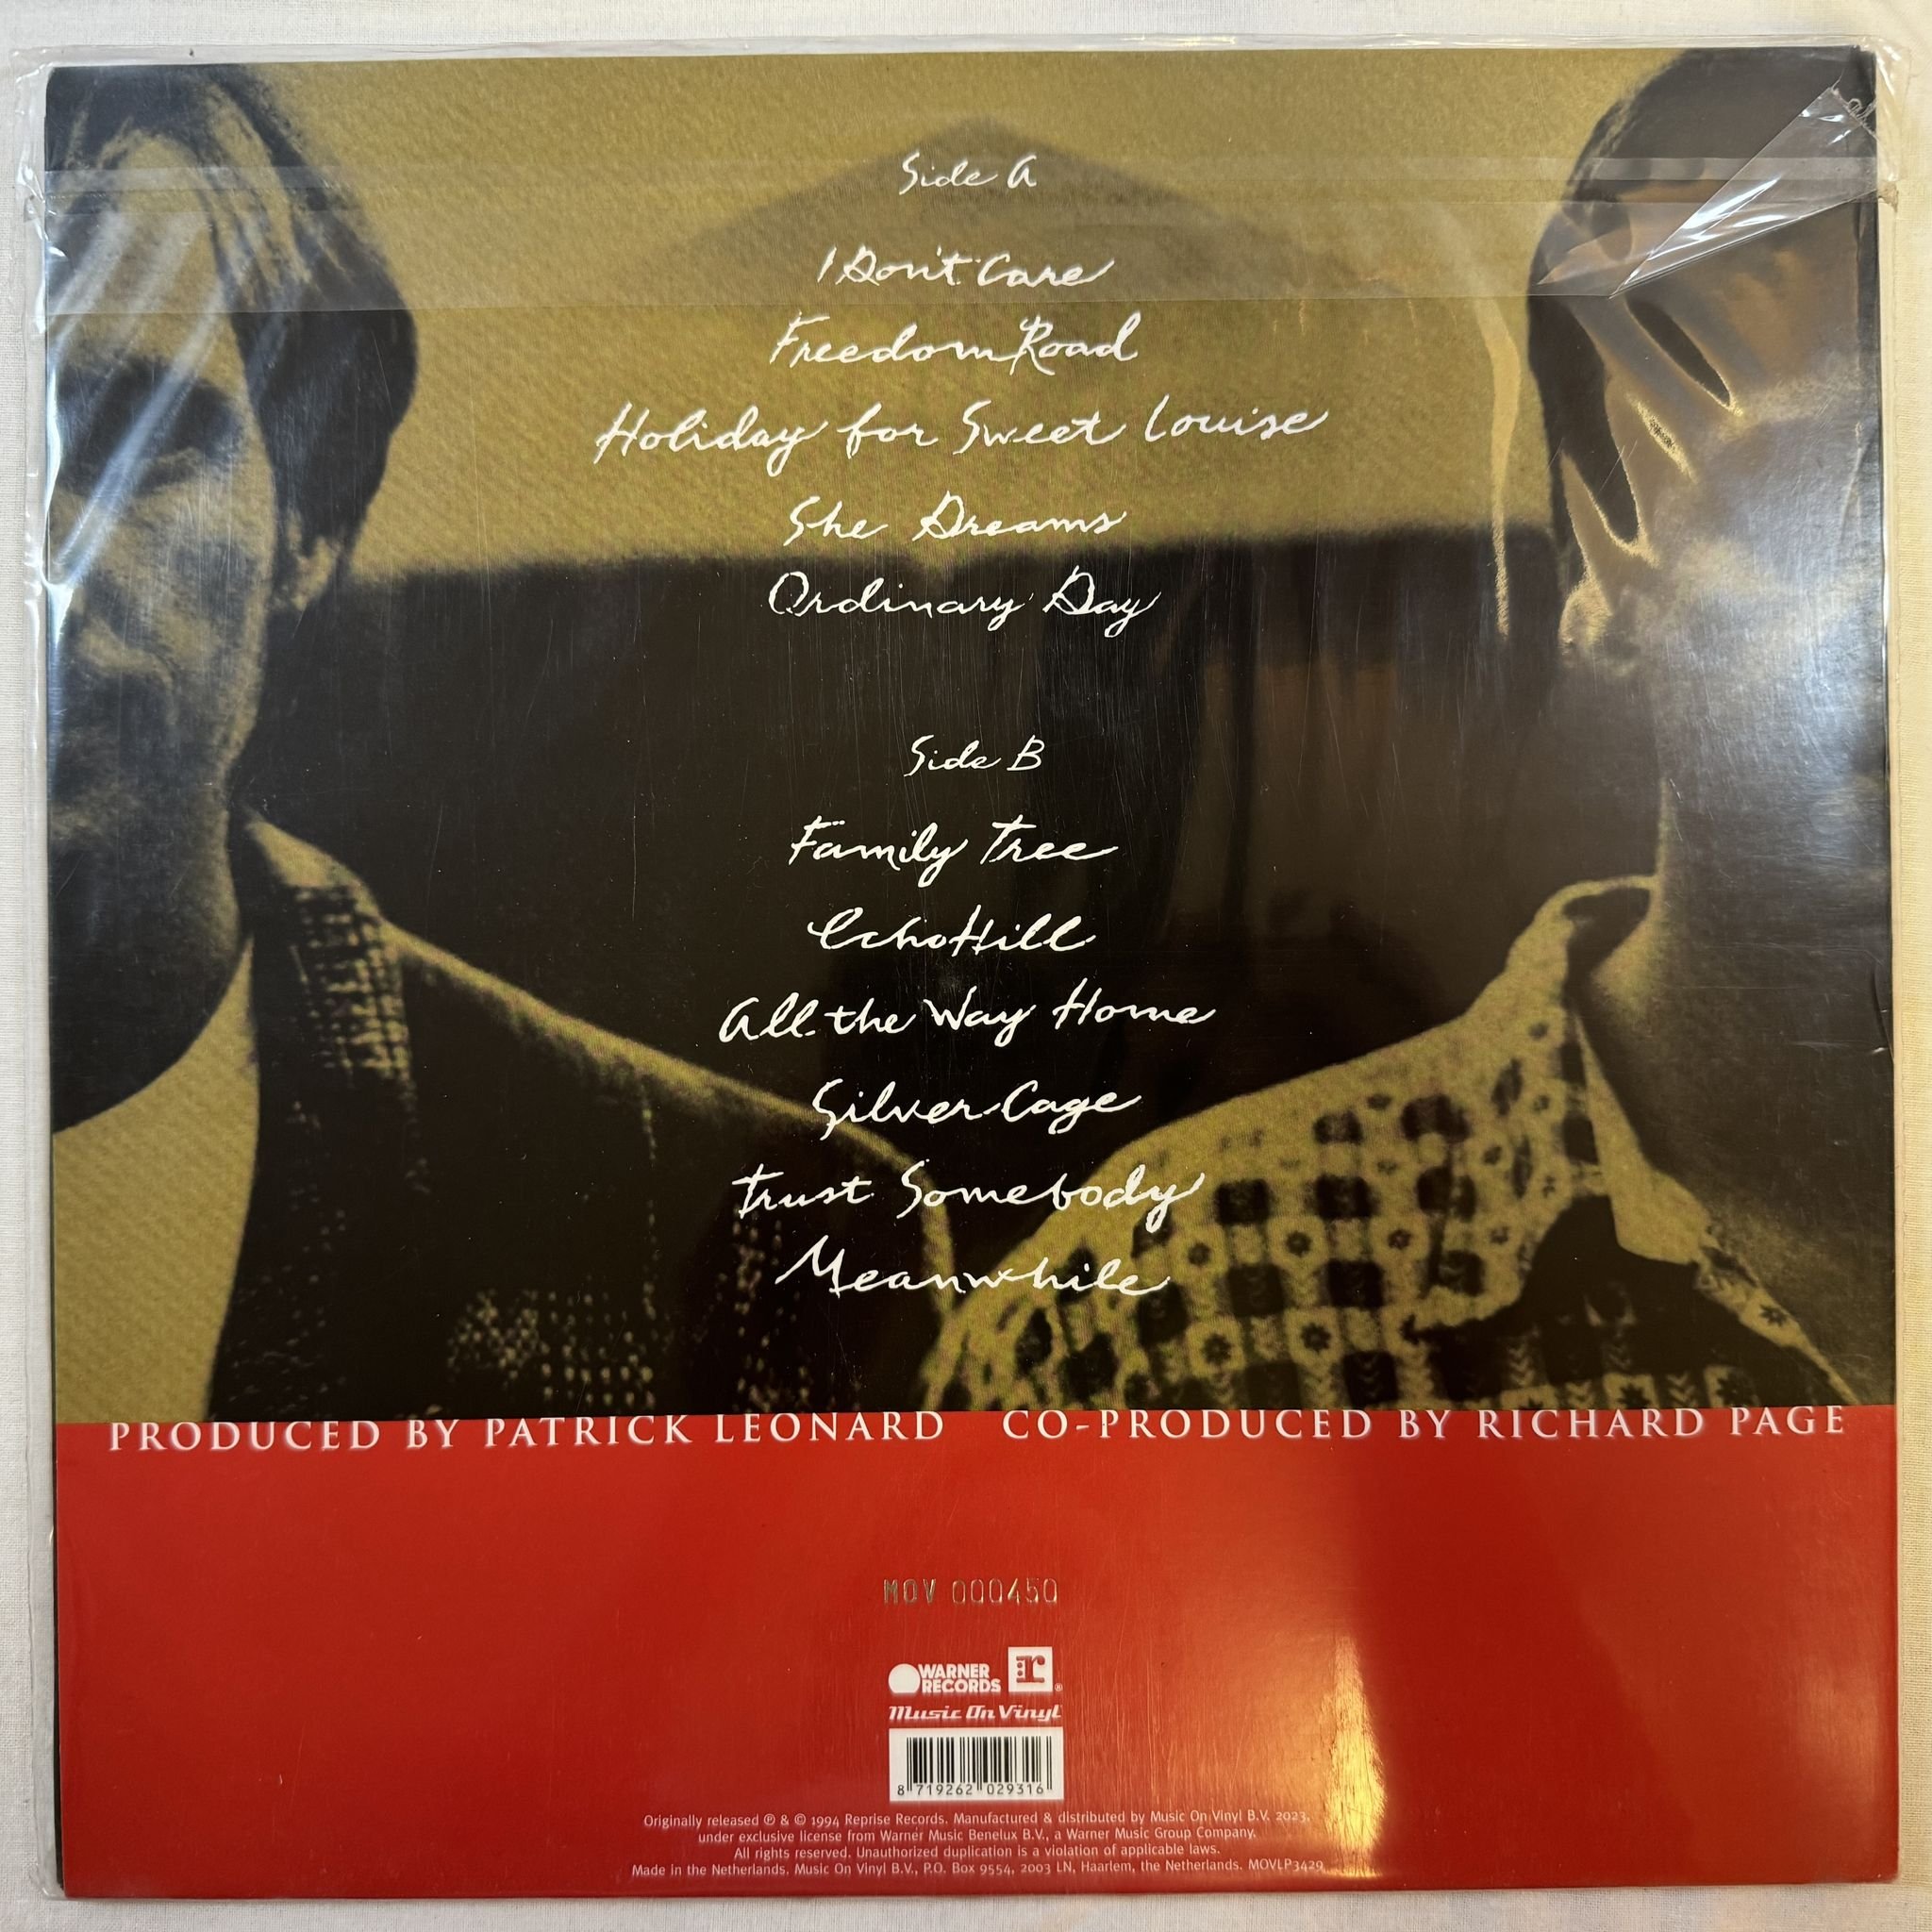 Side A
I Don't Care
Freedom Road
Holiday for Sweet Louise
She Dreams
Ordinary Day
Side B
Family Tree
Echo Hill
All the Way Home
Silver Cage
Trust Somebody
Meanwhile
PRODUCED BY PATRICK LEONARD CO-PRODUCED BY RICHARD PAGE
MOV 000450
WARNER RECORDS r ®
Music On Vinyl
8 719262 029316
Originally released ℗ & © 1994 Reprise Records. Manufactured & distributed by Music On Vinyl B.V. 2023,
under exclusive license from Warner Music Benelux B.V., a Warner Music Group Company.
All rights reserved. Unauthorized duplication is a violation of applicable laws.
Made in the Netherlands. Music On Vinyl B.V., P.O. Box 9554, 2003 LN, Haarlem, the Netherlands. MOVLP3429